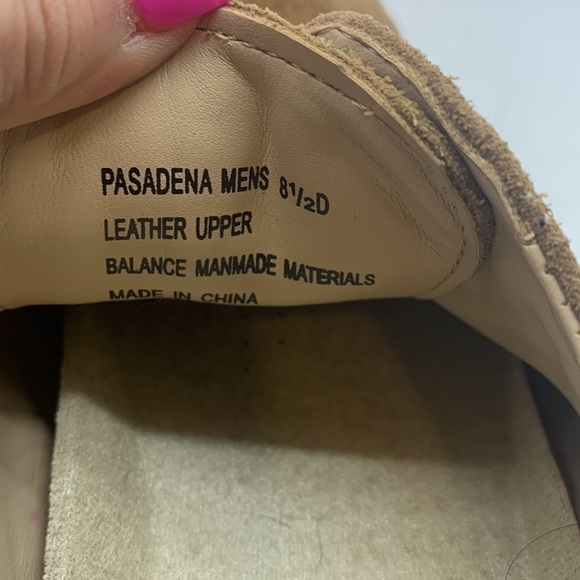 PASADENA MENS 8½D
LEATHER UPPER
BALANCE MANMADE MATERIALS
MADE IN CHINA